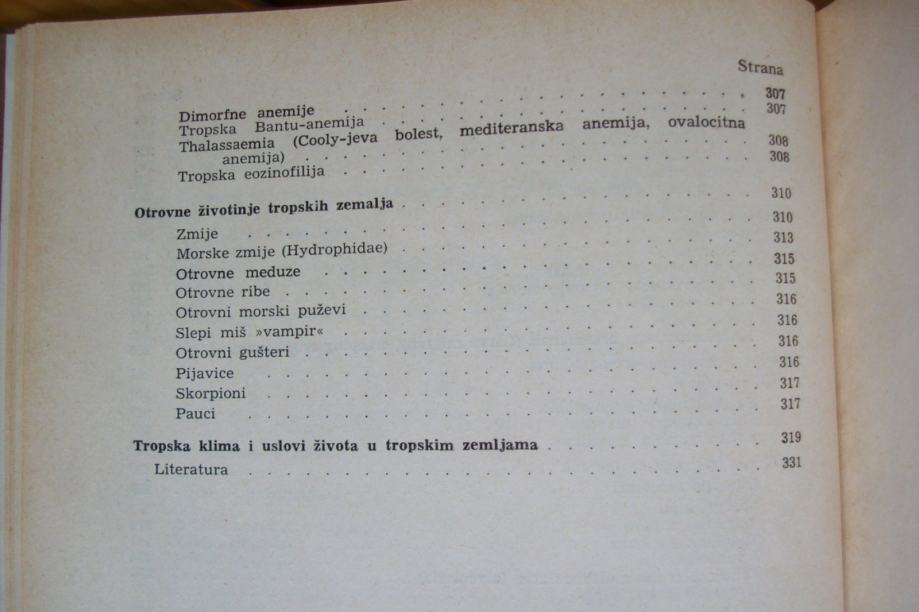 Strana
Dimorfne anemije . . . . . . . . . . . . . . . . . . . 307
Tropska Bantu-anemija . . . . . . . . . . . . . . . . . 307
Thalassaemia (Cooly-jeva bolest, mediteranska anemija, ovalocitna
anemija) . . . . . . . . . . . . . . . . . . . . . 308
Tropska eozinofilija . . . . . . . . . . . . . . . . . . . 308
Otrovne životinje tropskih zemalja . . . . . . . . . . . . . . . . 310
Zmije . . . . . . . . . . . . . . . . . . . . . . . 310
Morske zmije (Hydrophidae) . . . . . . . . . . . . . . . . 313
Otrovne meduze . . . . . . . . . . . . . . . . . . . . 315
Otrovne ribe . . . . . . . . . . . . . . . . . . . . . 315
Otrovni morski puževi . . . . . . . . . . . . . . . . . . 316
Slepi miš »vampir« . . . . . . . . . . . . . . . . . . . 316
Otrovni gušteri . . . . . . . . . . . . . . . . . . . . . 316
Pijavice . . . . . . . . . . . . . . . . . . . . . . . 316
Skorpioni . . . . . . . . . . . . . . . . . . . . . . . 317
Pauci . . . . . . . . . . . . . . . . . . . . . . . . 317
Tropska klima i uslovi života u tropskim zemljama . . . . . . . . . . 319
Literatura . . . . . . . . . . . . . . . . . . . . . . . . 331